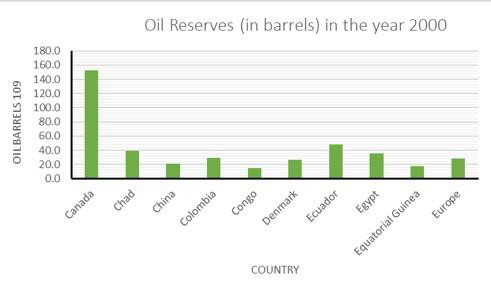 Oil Reserves (in barrels) in the year 2000
OIL BARRELS 109
180.0
160.0
140.0
120.0
100.0
80.0
60.0
40.0
20.0
0.0
Canada
Chad
China
Colombia
Congo
Denmark
Ecuador
Egypt
Equatorial Guinea
Europe
COUNTRY